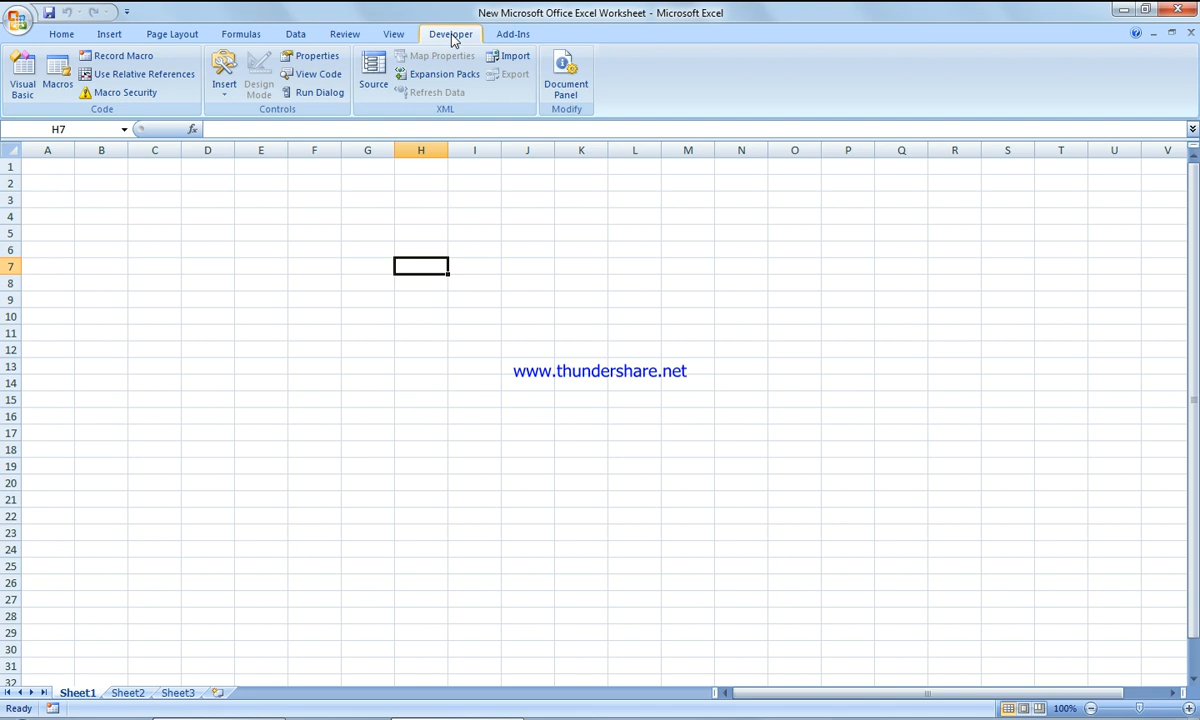 New Microsoft Office Excel Worksheet - Microsoft Excel
Home Insert Page Layout Formulas Data Review View Developer Add-Ins
Visual Basic
Macros
Record Macro
Use Relative References
Macro Security
Code
Insert
Design Mode
Properties
View Code
Run Dialog
Controls
Source
Map Properties
Expansion Packs
Refresh Data
Import
Export
XML
Document Panel
Modify
H7 fx
A B C D E F G H I J K L M N O P Q R S T U V
1
2
3
4
5
6
7
8
9
10
11
12
13
14
15
16
17
18
19
20
21
22
23
24
25
26
27
28
29
30
31
32
www.thundershare.net
Sheet1 Sheet2 Sheet3
Ready 100%